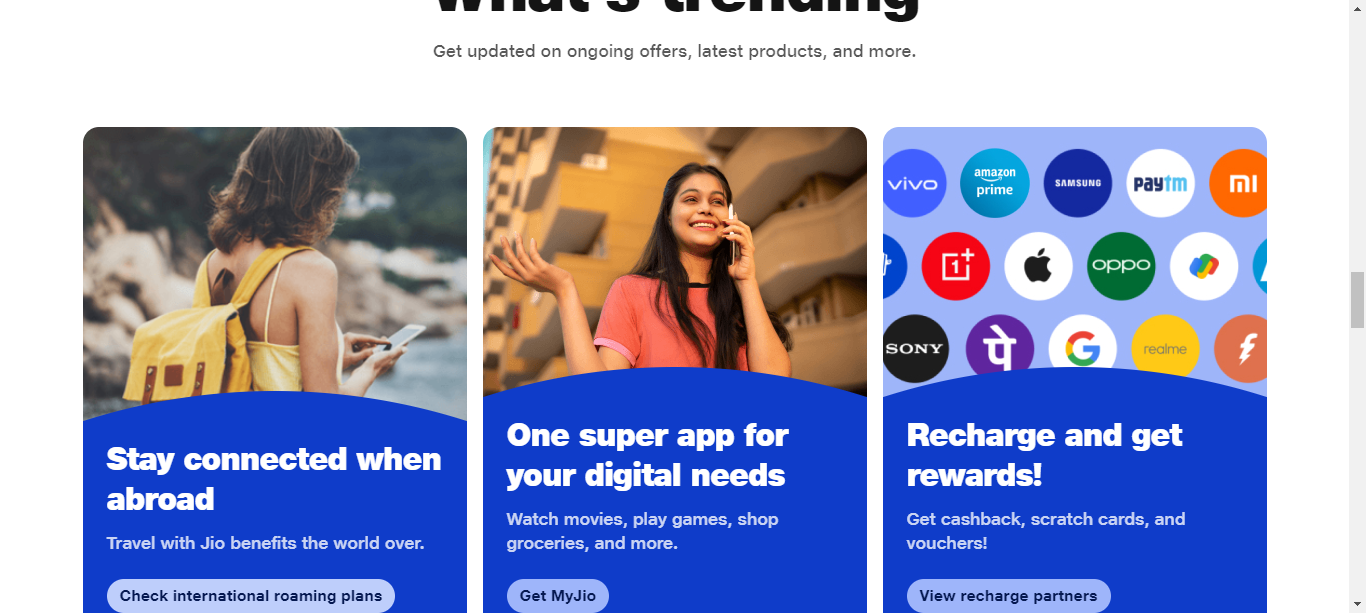 What's trending
Get updated on ongoing offers, latest products, and more.
vivo
amazon
prime
SAMSUNG
paytm
mi
1+
oppo
SONY
पे
G
realme
Stay connected when
abroad
Travel with Jio benefits the world over.
Check international roaming plans
One super app for
your digital needs
Watch movies, play games, shop
groceries, and more.
Get MyJio
Recharge and get
rewards!
Get cashback, scratch cards, and
vouchers!
View recharge partners